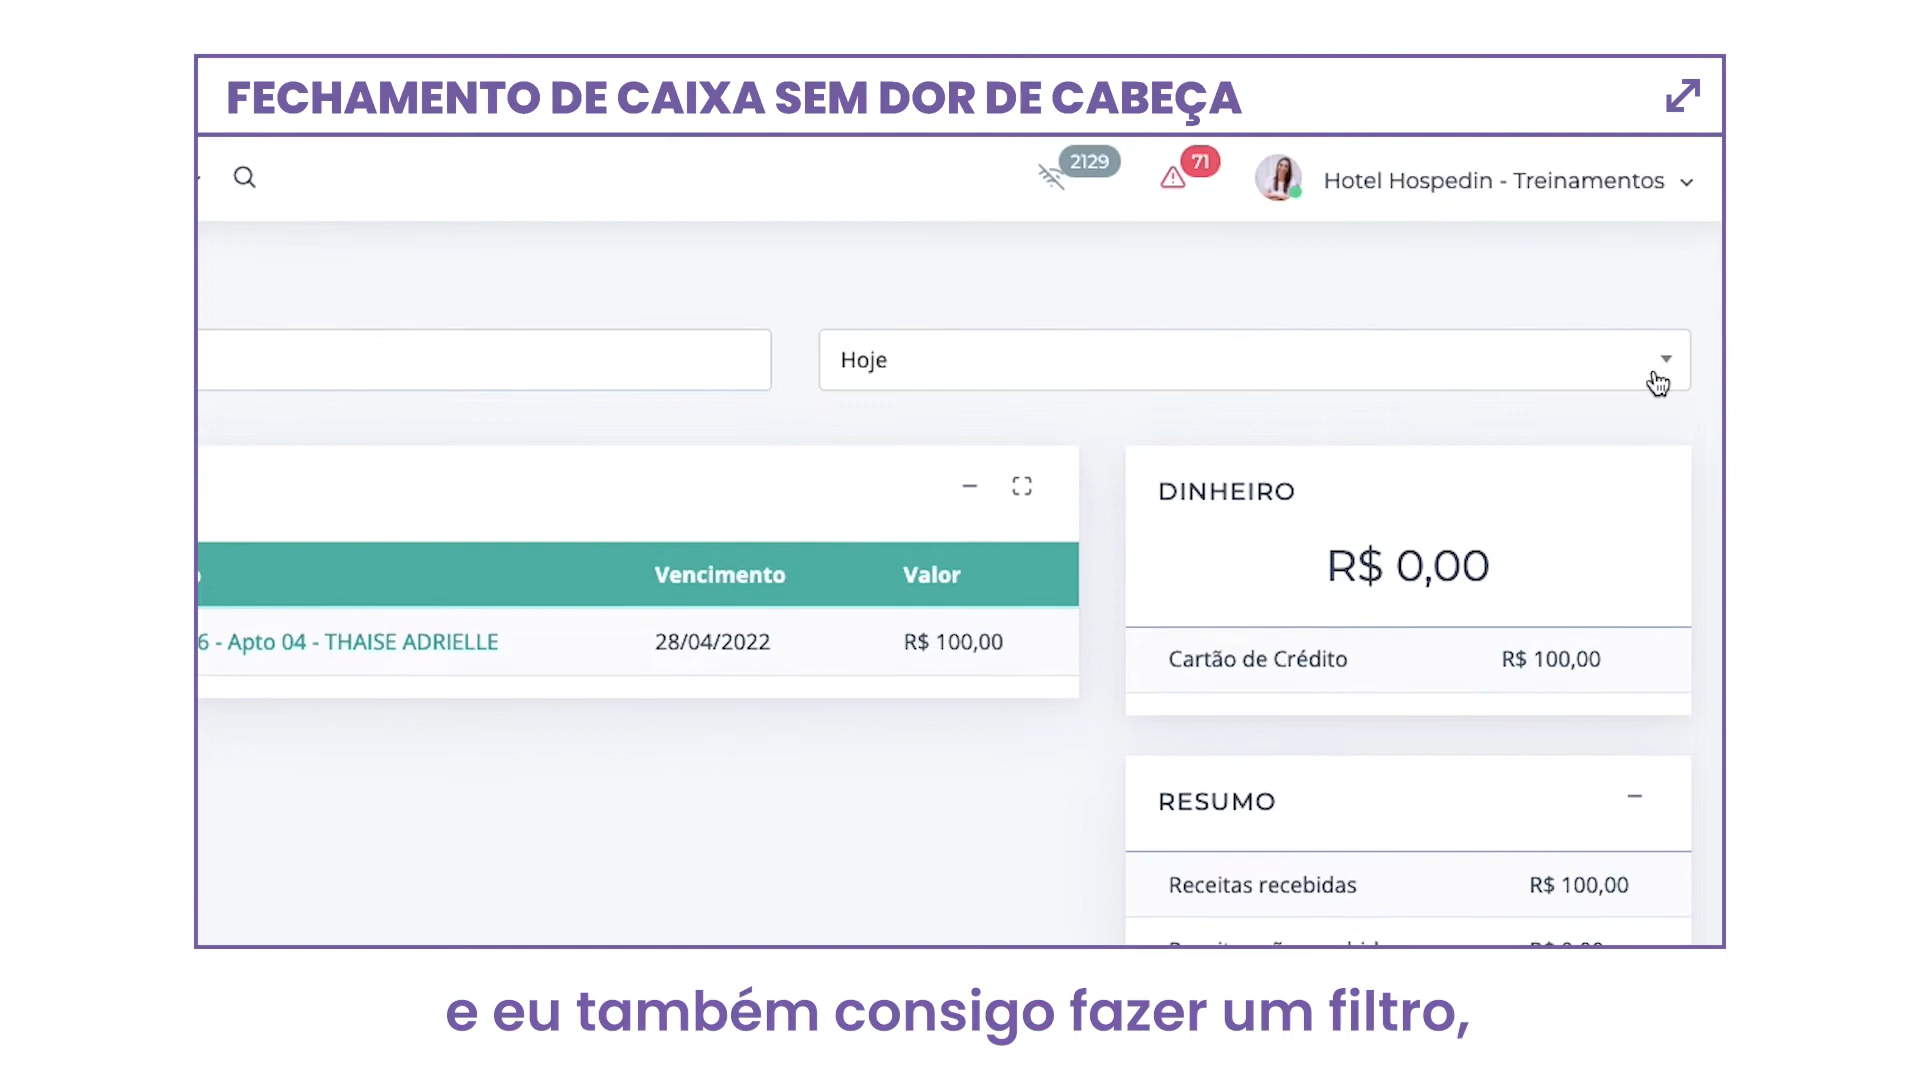 FECHAMENTO DE CAIXA SEM DOR DE CABEÇA
2129
71
Hotel Hospedin - Treinamentos
Hoje
Vencimento
Valor
6 - Apto 04 - THAISE ADRIELLE
28/04/2022
R$ 100,00
DINHEIRO
R$ 0,00
Cartão de Crédito
R$ 100,00
RESUMO
Receitas recebidas
R$ 100,00
e eu também consigo fazer um filtro,